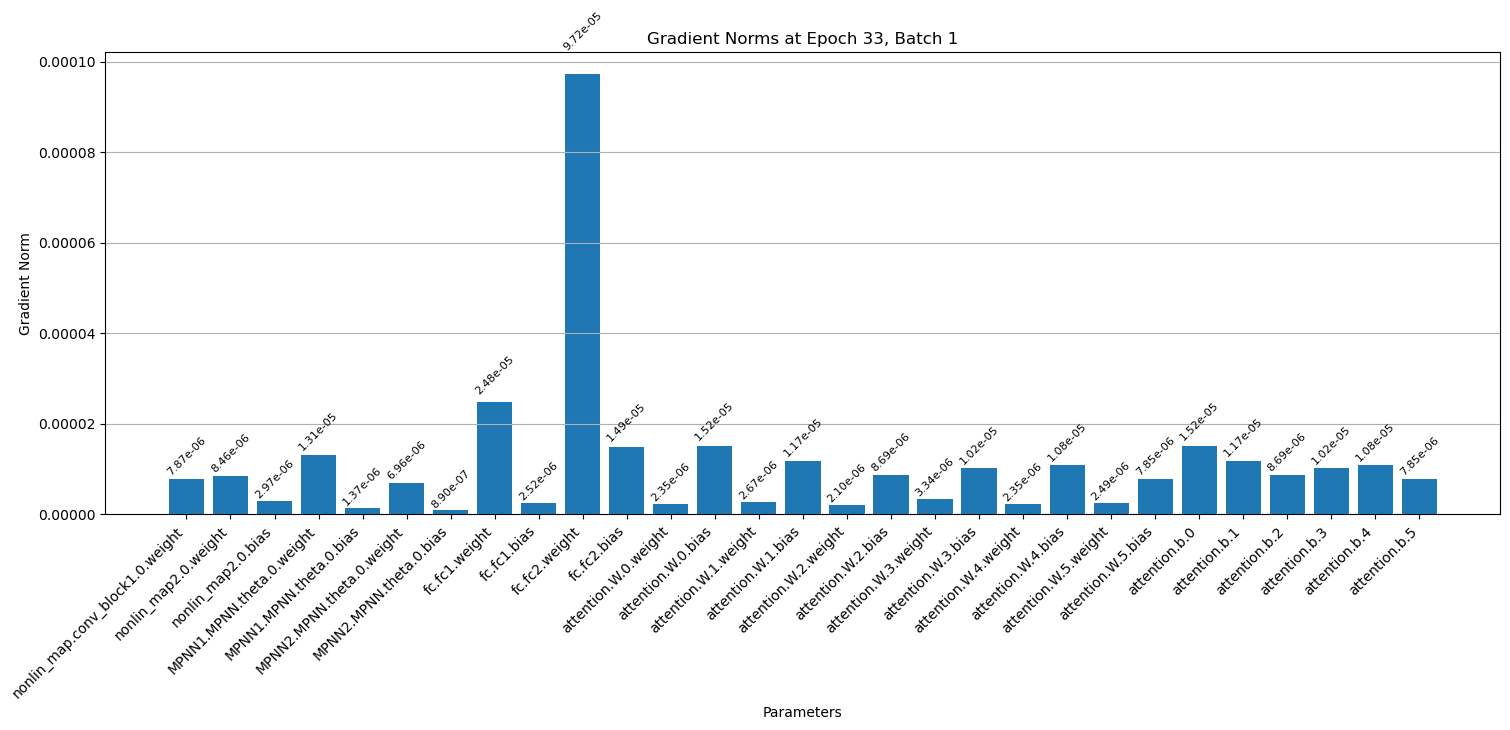 Gradient Norms at Epoch 33, Batch 1
Gradient Norm
0.00010
0.00008
0.00006
0.00004
0.00002
0.00000
7.87e-06
8.46e-06
2.97e-06
1.31e-05
1.37e-06
6.96e-06
8.90e-07
2.48e-05
2.52e-06
9.72e-05
1.49e-05
2.35e-06
1.52e-05
2.67e-06
1.17e-05
2.10e-06
8.69e-06
3.34e-06
1.02e-05
2.35e-06
1.08e-05
2.49e-06
7.85e-06
1.52e-05
1.17e-05
8.69e-06
1.02e-05
1.08e-05
7.85e-06
nonlin_map.conv_block1.0.weight
nonlin_map2.0.weight
nonlin_map2.0.bias
MPNN1.MPNN.theta.0.weight
MPNN1.MPNN.theta.0.bias
MPNN2.MPNN.theta.0.weight
MPNN2.MPNN.theta.0.bias
fc.fc1.weight
fc.fc1.bias
fc.fc2.weight
fc.fc2.bias
attention.W.0.weight
attention.W.0.bias
attention.W.1.weight
attention.W.1.bias
attention.W.2.weight
attention.W.2.bias
attention.W.3.weight
attention.W.3.bias
attention.W.4.weight
attention.W.4.bias
attention.W.5.weight
attention.W.5.bias
attention.b.0
attention.b.1
attention.b.2
attention.b.3
attention.b.4
attention.b.5
Parameters